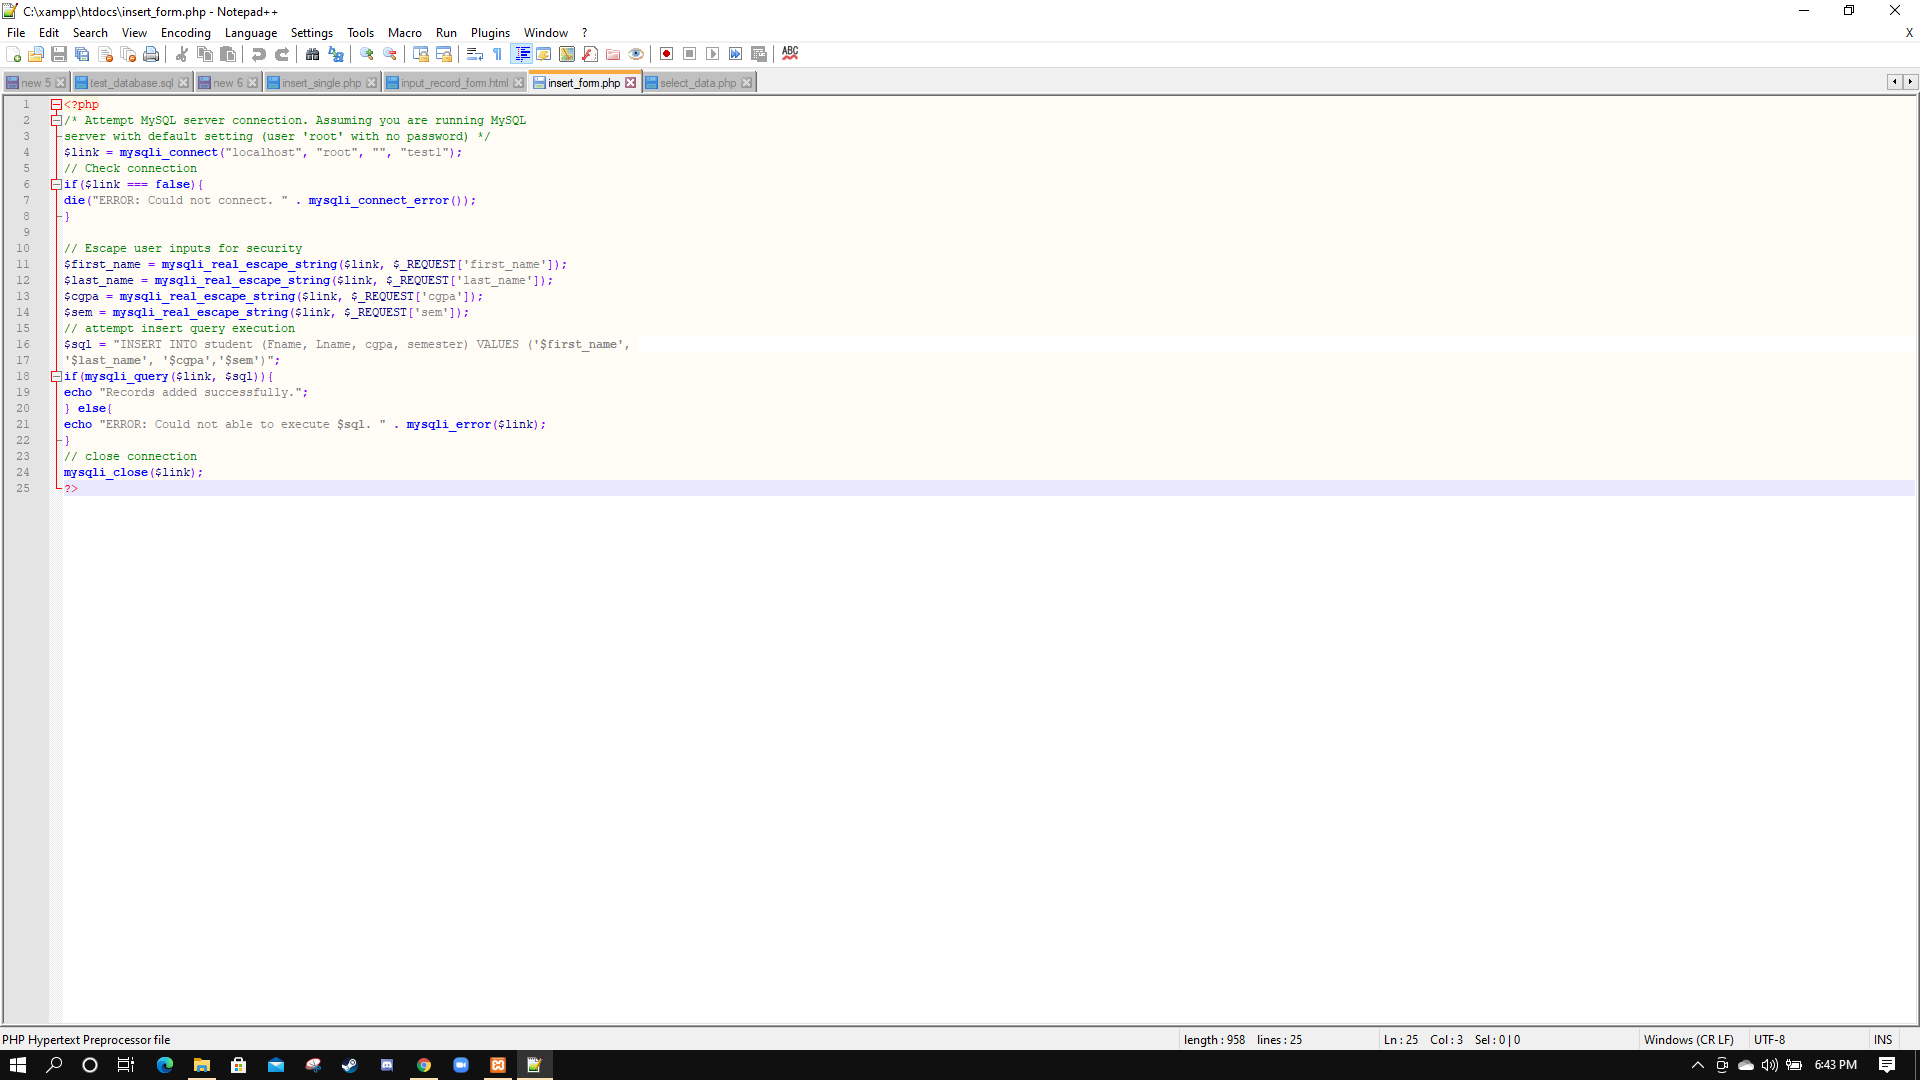 C:\xampp\htdocs\insert_form.php - Notepad++
File Edit Search View Encoding Language Settings Tools Macro Run Plugins Window ? X
ABC
new 5 test_database.sql new 6 insert_single.php input_record_form.html insert_form.php select_data.php
1 <?php
2 /* Attempt MySQL server connection. Assuming you are running MySQL
3 server with default setting (user 'root' with no password) */
4 $link = mysqli_connect("localhost", "root", "", "test1");
5 // Check connection
6 if($link === false){
7 die("ERROR: Could not connect. " . mysqli_connect_error());
8 }
9
10 // Escape user inputs for security
11 $first_name = mysqli_real_escape_string($link, $_REQUEST['first_name']);
12 $last_name = mysqli_real_escape_string($link, $_REQUEST['last_name']);
13 $cgpa = mysqli_real_escape_string($link, $_REQUEST['cgpa']);
14 $sem = mysqli_real_escape_string($link, $_REQUEST['sem']);
15 // attempt insert query execution
16 $sql = "INSERT INTO student (Fname, Lname, cgpa, semester) VALUES ('$first_name',
17 '$last_name', '$cgpa','$sem')";
18 if(mysqli_query($link, $sql)){
19 echo "Records added successfully.";
20 } else{
21 echo "ERROR: Could not able to execute $sql. " . mysqli_error($link);
22 }
23 // close connection
24 mysqli_close($link);
25 ?>
PHP Hypertext Preprocessor file length : 958 lines : 25 Ln : 25 Col : 3 Sel : 0 | 0 Windows (CR LF) UTF-8 INS
6:43 PM